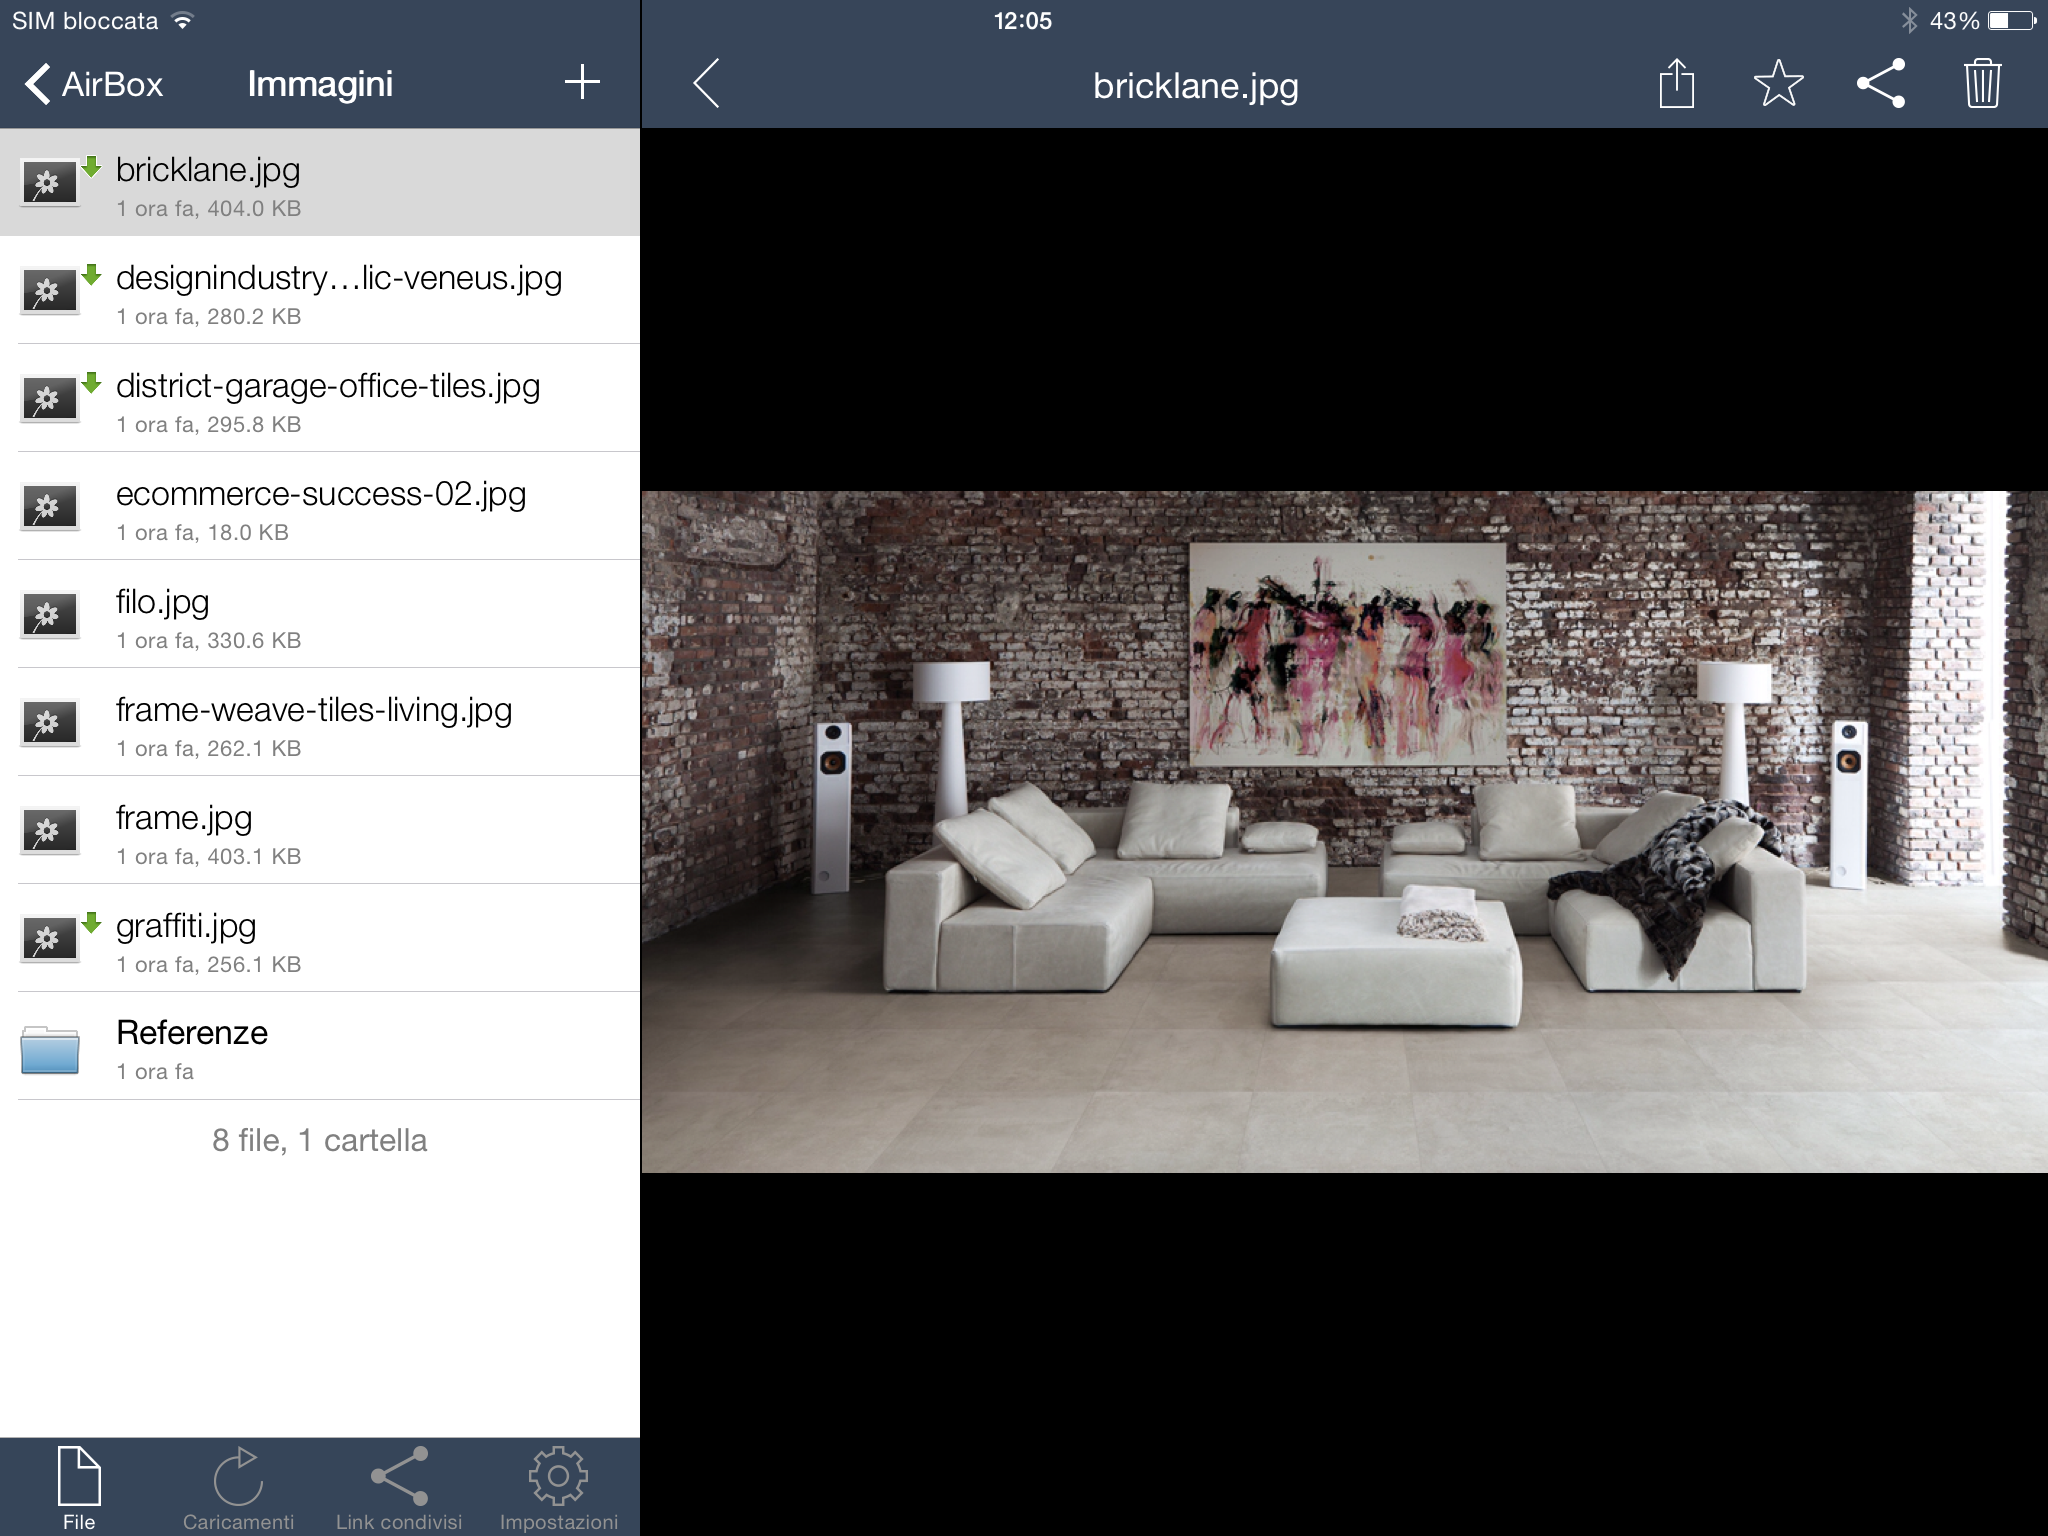 SIM bloccata
12:05
43%
AirBox
Immagini
bricklane.jpg
bricklane.jpg
1 ora fa, 404.0 KB
designindustry…lic-veneus.jpg
1 ora fa, 280.2 KB
district-garage-office-tiles.jpg
1 ora fa, 295.8 KB
ecommerce-success-02.jpg
1 ora fa, 18.0 KB
filo.jpg
1 ora fa, 330.6 KB
frame-weave-tiles-living.jpg
1 ora fa, 262.1 KB
frame.jpg
1 ora fa, 403.1 KB
graffiti.jpg
1 ora fa, 256.1 KB
Referenze
1 ora fa
8 file, 1 cartella
File
Caricamenti
Link condivisi
Impostazioni